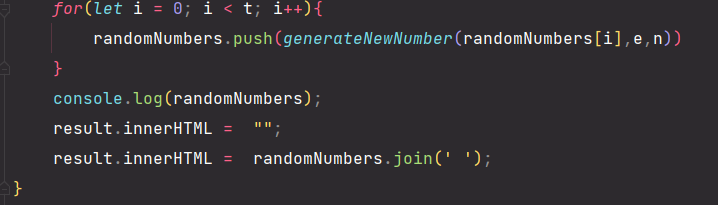 for(let i = 0; i < t; i++){
randomNumbers.push(generateNewNumber(randomNumbers[i],e,n))
}
console.log(randomNumbers);
result.innerHTML =  "";
result.innerHTML =  randomNumbers.join(' ');
}